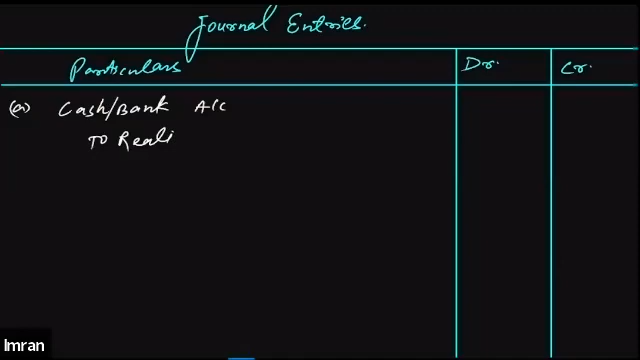 Journal Entries.
Particulars Dr. Cr.
(a) Cash/Bank A/c
To Reali
Imran